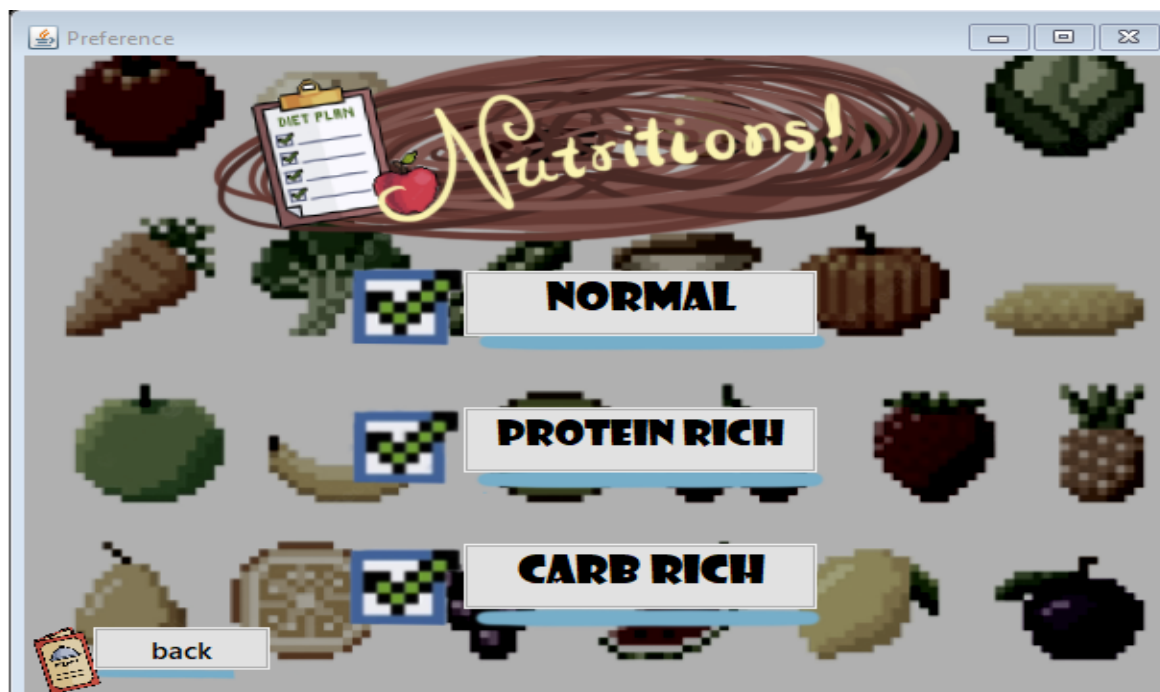 Preference
DIET PLAN
Nutritions!
NORMAL
PROTEIN RICH
CARB RICH
back